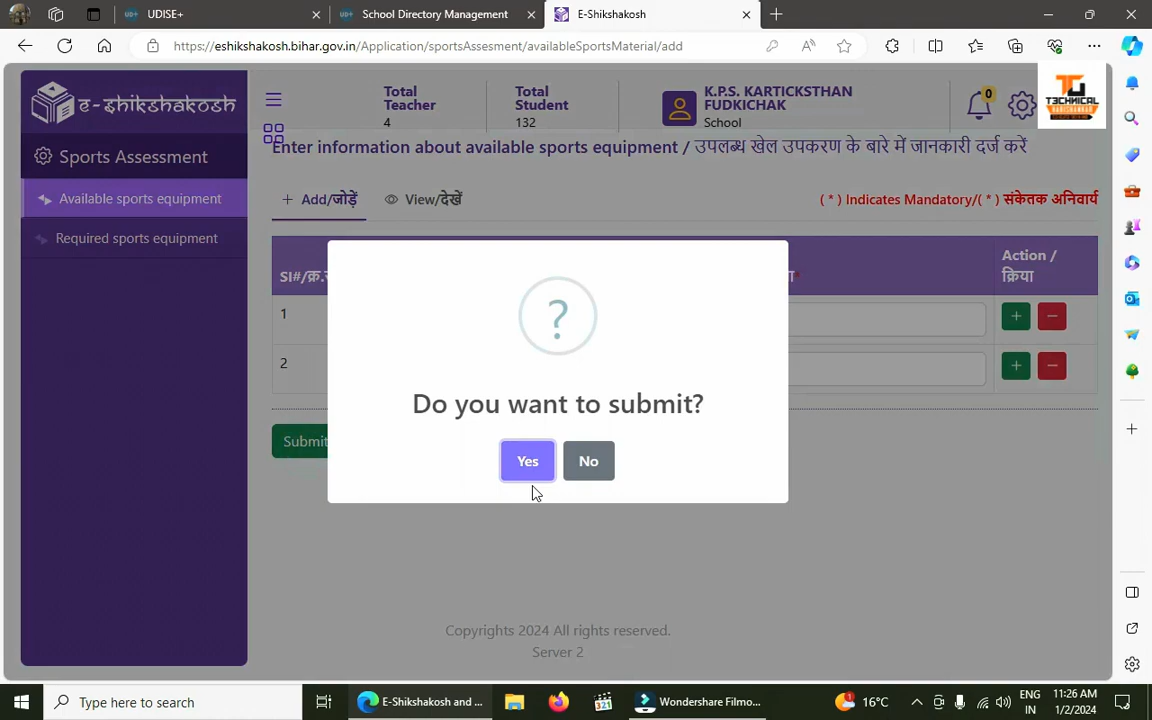 UDISE+
School Directory Management
E-Shikshakosh
https://eshikshakosh.bihar.gov.in/Application/sportsAssesment/availableSportsMaterial/add
e-Shikshakosh
Total Teacher
4
Total Student
132
K.P.S. KARTICKSTHAN FUDKICHAK
School
0
T3CHNICAL
Sports Assessment
Available sports equipment
Required sports equipment
Enter information about available sports equipment / उपलब्ध खेल उपकरण के बारे में जानकारी दर्ज करें
Add/जोड़ें
View/देखें
( * ) Indicates Mandatory/( * ) संकेतक अनिवार्य
Sl#/क्र.
Action / क्रिया
1
2
Submit
?
Do you want to submit?
Yes
No
Copyrights 2024 All rights reserved.
Server 2
Type here to search
E-Shikshakosh and ...
321
Wondershare Filmo...
16°C
ENG
IN
11:26 AM
1/2/2024